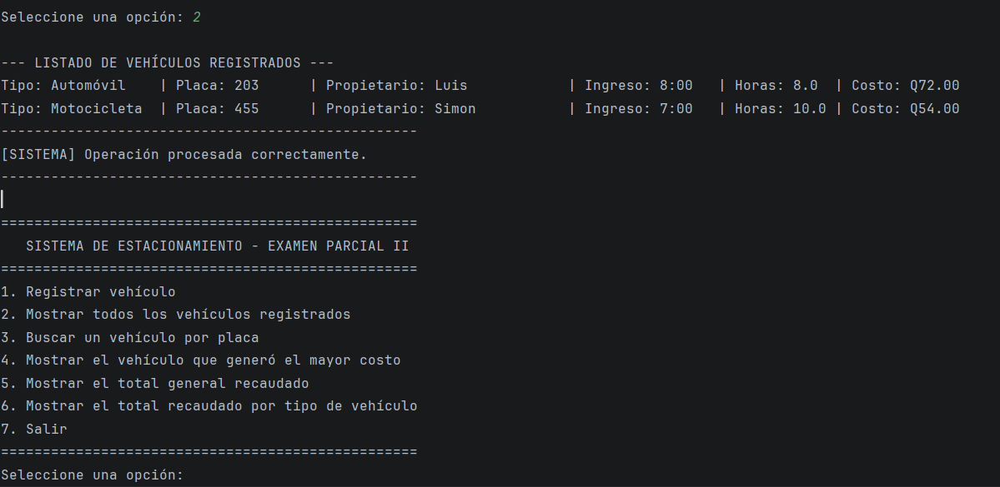 Seleccione una opción: 2
--- LISTADO DE VEHÍCULOS REGISTRADOS ---
Tipo: Automóvil    | Placa: 203      | Propietario: Luis            | Ingreso: 8:00   | Horas: 8.0  | Costo: Q72.00
Tipo: Motocicleta  | Placa: 455      | Propietario: Simon           | Ingreso: 7:00   | Horas: 10.0 | Costo: Q54.00
--------------------------------------------------
[SISTEMA] Operación procesada correctamente.
--------------------------------------------------
==================================================
   SISTEMA DE ESTACIONAMIENTO - EXAMEN PARCIAL II
==================================================
1. Registrar vehículo
2. Mostrar todos los vehículos registrados
3. Buscar un vehículo por placa
4. Mostrar el vehículo que generó el mayor costo
5. Mostrar el total general recaudado
6. Mostrar el total recaudado por tipo de vehículo
7. Salir
==================================================
Seleccione una opción: